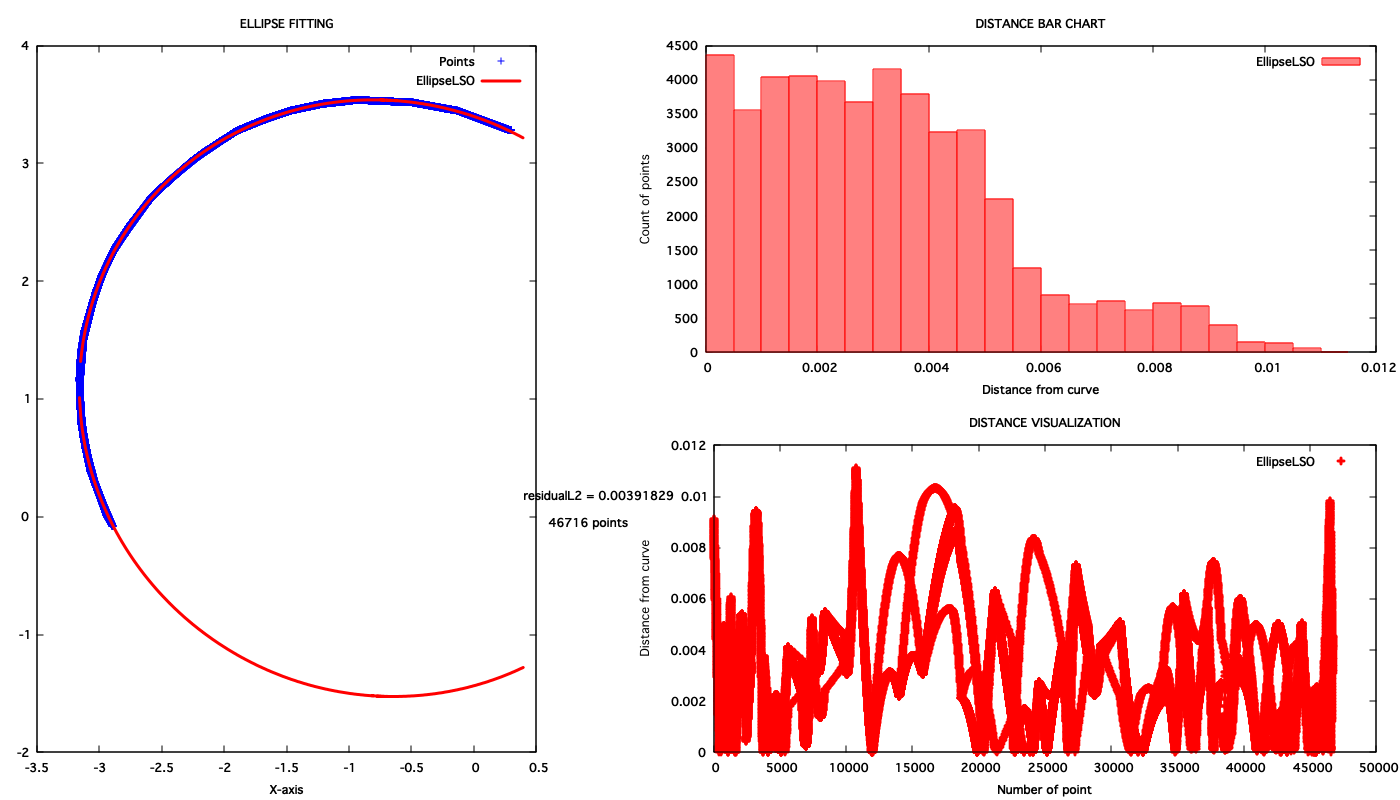 ELLIPSE FITTING
4
3
2
1
0
-1
-2
Points
EllipseLSO
-3.5 -3 -2.5 -2 -1.5 -1 -0.5 0 0.5
X-axis
residualL2 = 0.00391829
46716 points
DISTANCE BAR CHART
4500
4000
3500
3000
2500
2000
1500
1000
500
0
Count of points
EllipseLSO
0 0.002 0.004 0.006 0.008 0.01 0.012
Distance from curve
DISTANCE VISUALIZATION
0.012
0.01
0.008
0.006
0.004
0.002
0
Distance from curve
EllipseLSO
0 5000 10000 15000 20000 25000 30000 35000 40000 45000 50000
Number of point